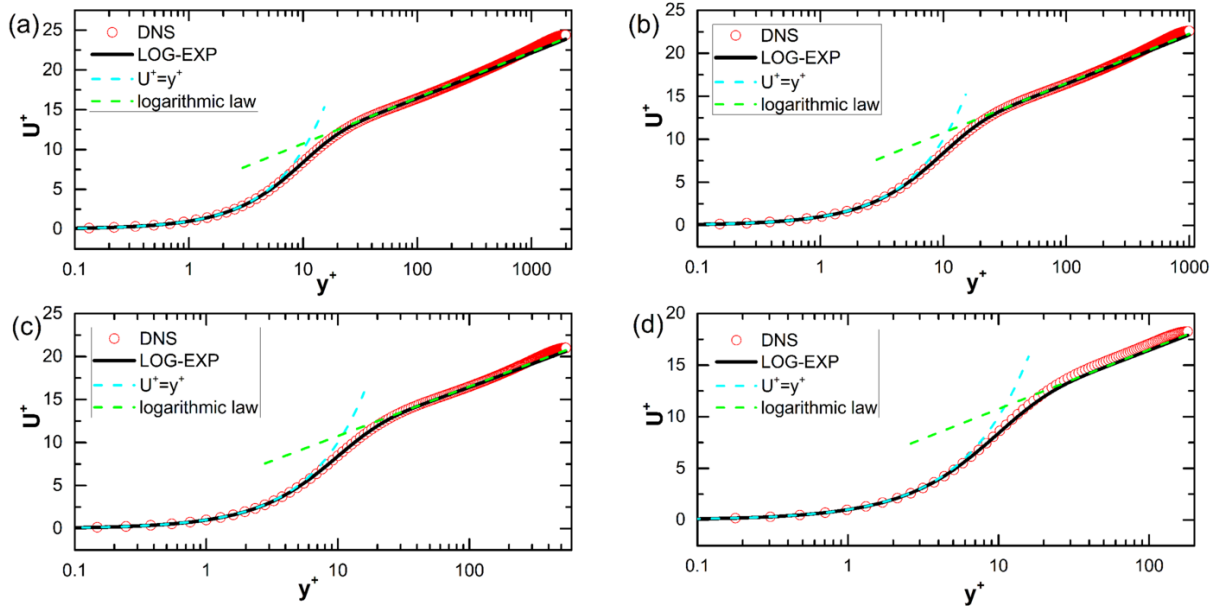 (a)
DNS
LOG-EXP
U⁺=y⁺
logarithmic law
U⁺
25
20
15
10
5
0
0.1 1 10 100 1000
y⁺
(b)
DNS
LOG-EXP
U⁺=y⁺
logarithmic law
U⁺
25
20
15
10
5
0
0.1 1 10 100 1000
y⁺
(c)
DNS
LOG-EXP
U⁺=y⁺
logarithmic law
U⁺
25
20
15
10
5
0
0.1 1 10 100
y⁺
(d)
DNS
LOG-EXP
U⁺=y⁺
logarithmic law
U⁺
20
15
10
5
0
0.1 1 10 100
y⁺